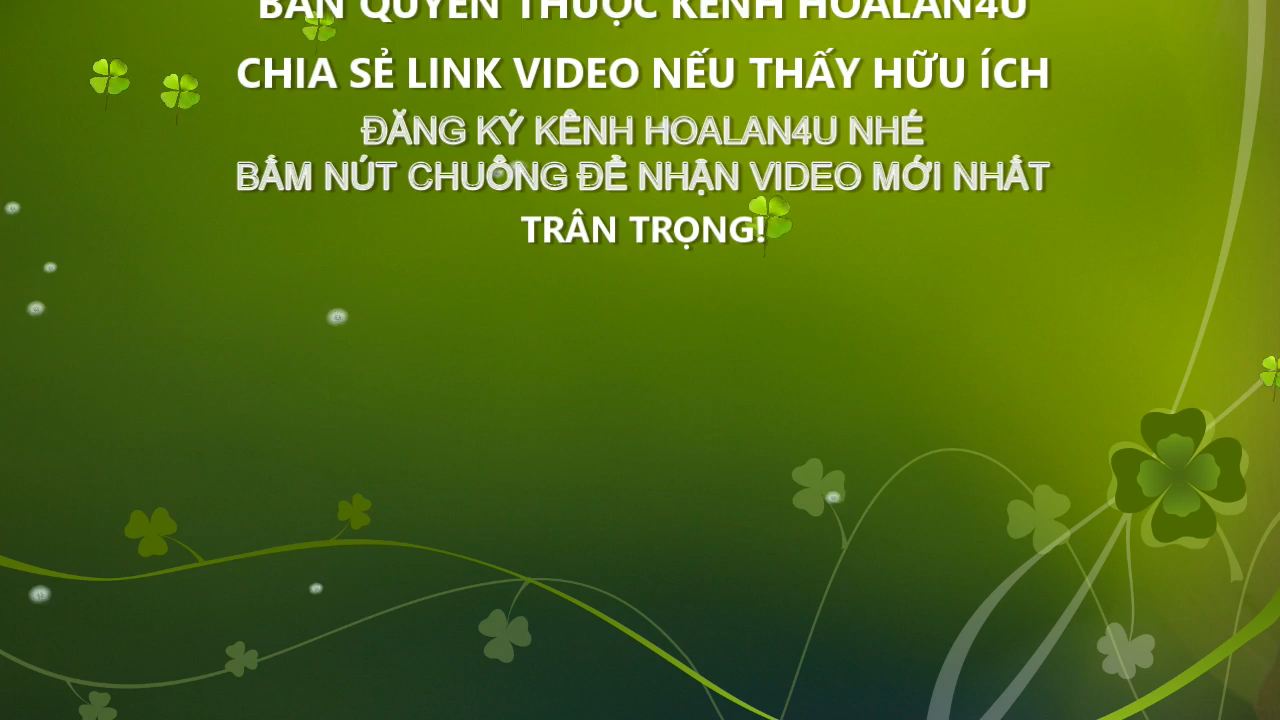 BẢN QUYỀN THUỘC KÊNH HOALAN4U
CHIA SẺ LINK VIDEO NẾU THẤY HỮU ÍCH
ĐĂNG KÝ KÊNH HOALAN4U NHÉ
BẤM NÚT CHUÔNG ĐỂ NHẬN VIDEO MỚI NHẤT
TRÂN TRỌNG!